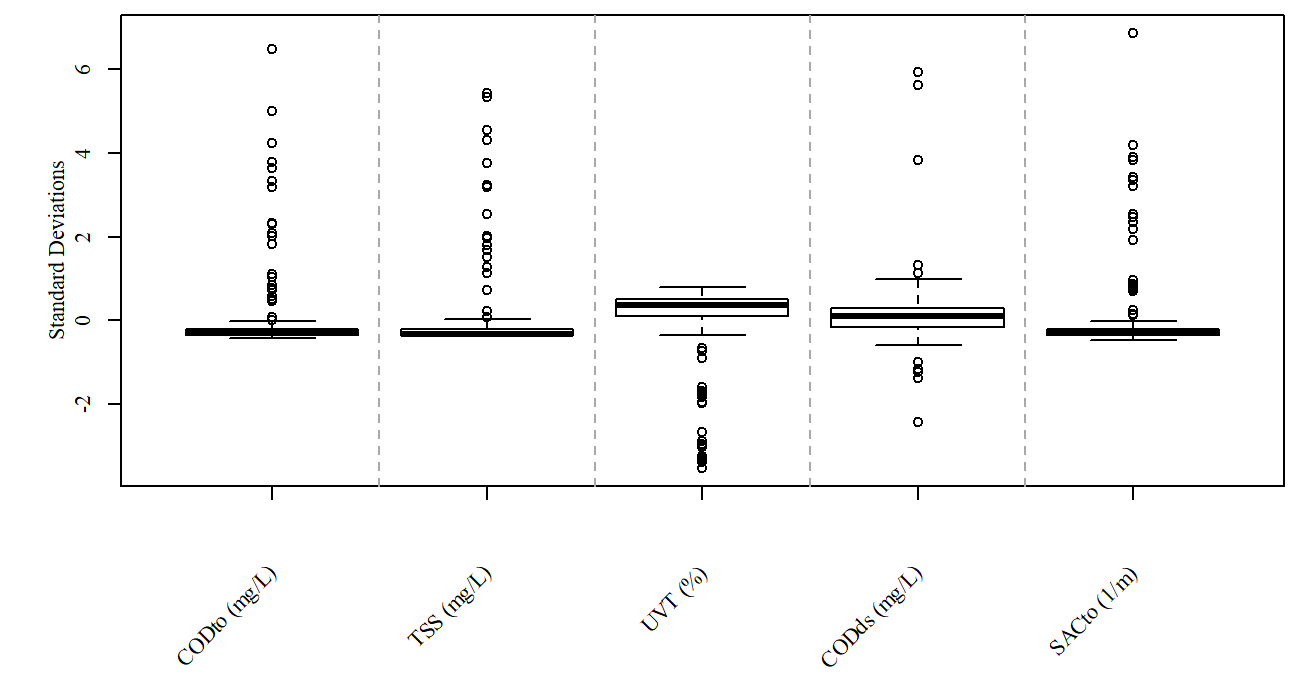 Standard Deviations
6
4
2
0
-2
CODto (mg/L)
TSS (mg/L)
UVT (%)
CODds (mg/L)
SACto (1/m)